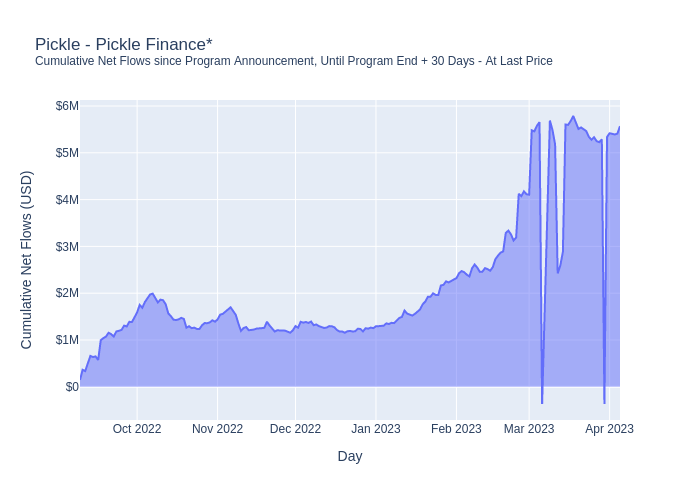 Pickle - Pickle Finance*
Cumulative Net Flows since Program Announcement, Until Program End + 30 Days - At Last Price
Cumulative Net Flows (USD)
$6M
$5M
$4M
$3M
$2M
$1M
$0
Oct 2022 Nov 2022 Dec 2022 Jan 2023 Feb 2023 Mar 2023 Apr 2023
Day